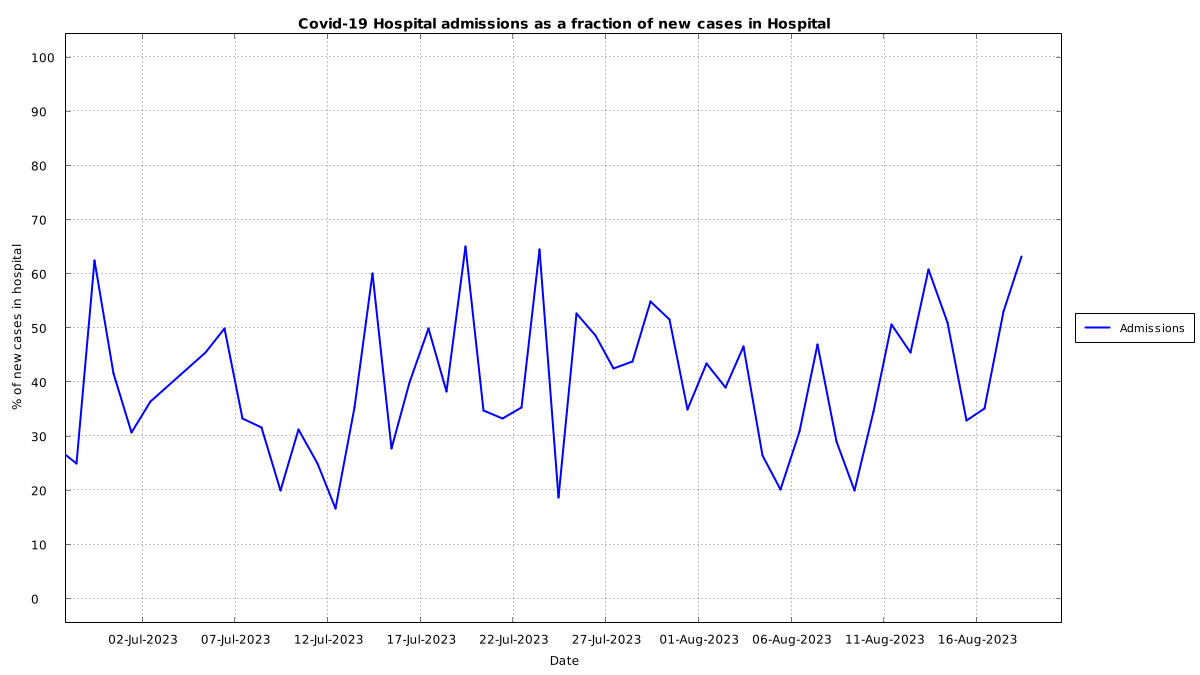 Covid-19 Hospital admissions as a fraction of new cases in Hospital
100
90
80
70
60
50
40
30
20
10
0
% of new cases in hospital
02-Jul-2023 07-Jul-2023 12-Jul-2023 17-Jul-2023 22-Jul-2023 27-Jul-2023 01-Aug-2023 06-Aug-2023 11-Aug-2023 16-Aug-2023
Date
Admissions